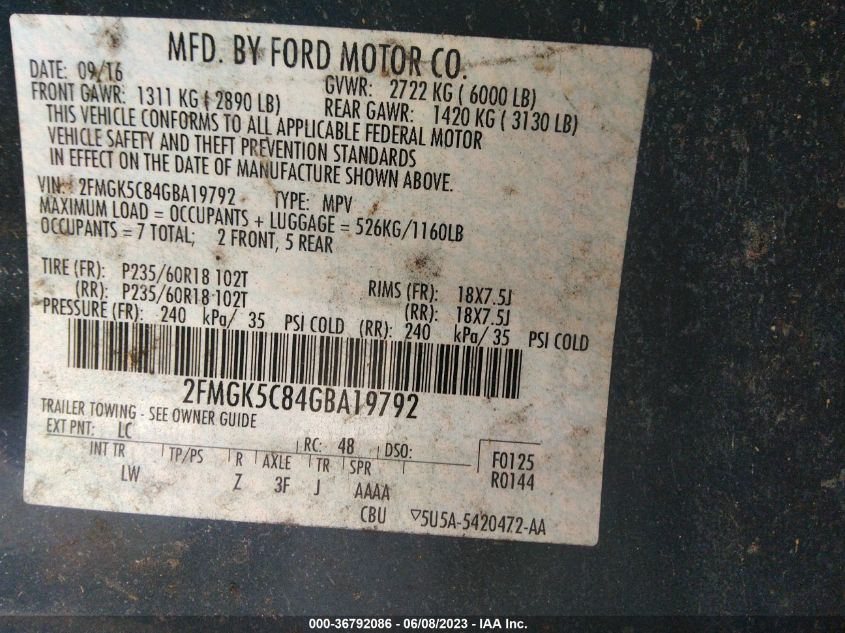 MFD. BY FORD MOTOR CO.
DATE: 09/16 GVWR: 2722 KG ( 6000 LB)
FRONT GAWR: 1311 KG ( 2890 LB) REAR GAWR: 1420 KG ( 3130 LB)
THIS VEHICLE CONFORMS TO ALL APPLICABLE FEDERAL MOTOR
VEHICLE SAFETY AND THEFT PREVENTION STANDARDS
IN EFFECT ON THE DATE OF MANUFACTURE SHOWN ABOVE.
VIN: 2FMGK5C84GBA19792 TYPE: MPV
MAXIMUM LOAD = OCCUPANTS + LUGGAGE = 526KG/1160LB
OCCUPANTS = 7 TOTAL; 2 FRONT, 5 REAR
TIRE (FR): P235/60R18 102T RIMS (FR): 18X7.5J
(RR): P235/60R18 102T (RR): 18X7.5J
PRESSURE (FR): 240 kPa/ 35 PSI COLD (RR): 240 kPa/ 35 PSI COLD
2FMGK5C84GBA19792
TRAILER TOWING - SEE OWNER GUIDE
EXT PNT: LC RC: 48 DSO:
INT TR TP/PS R AXLE TR SPR F0125
LW Z 3F J AAAA R0144
CBU ▽5U5A-5420472-AA
000-36792086 - 06/08/2023 - IAA Inc.